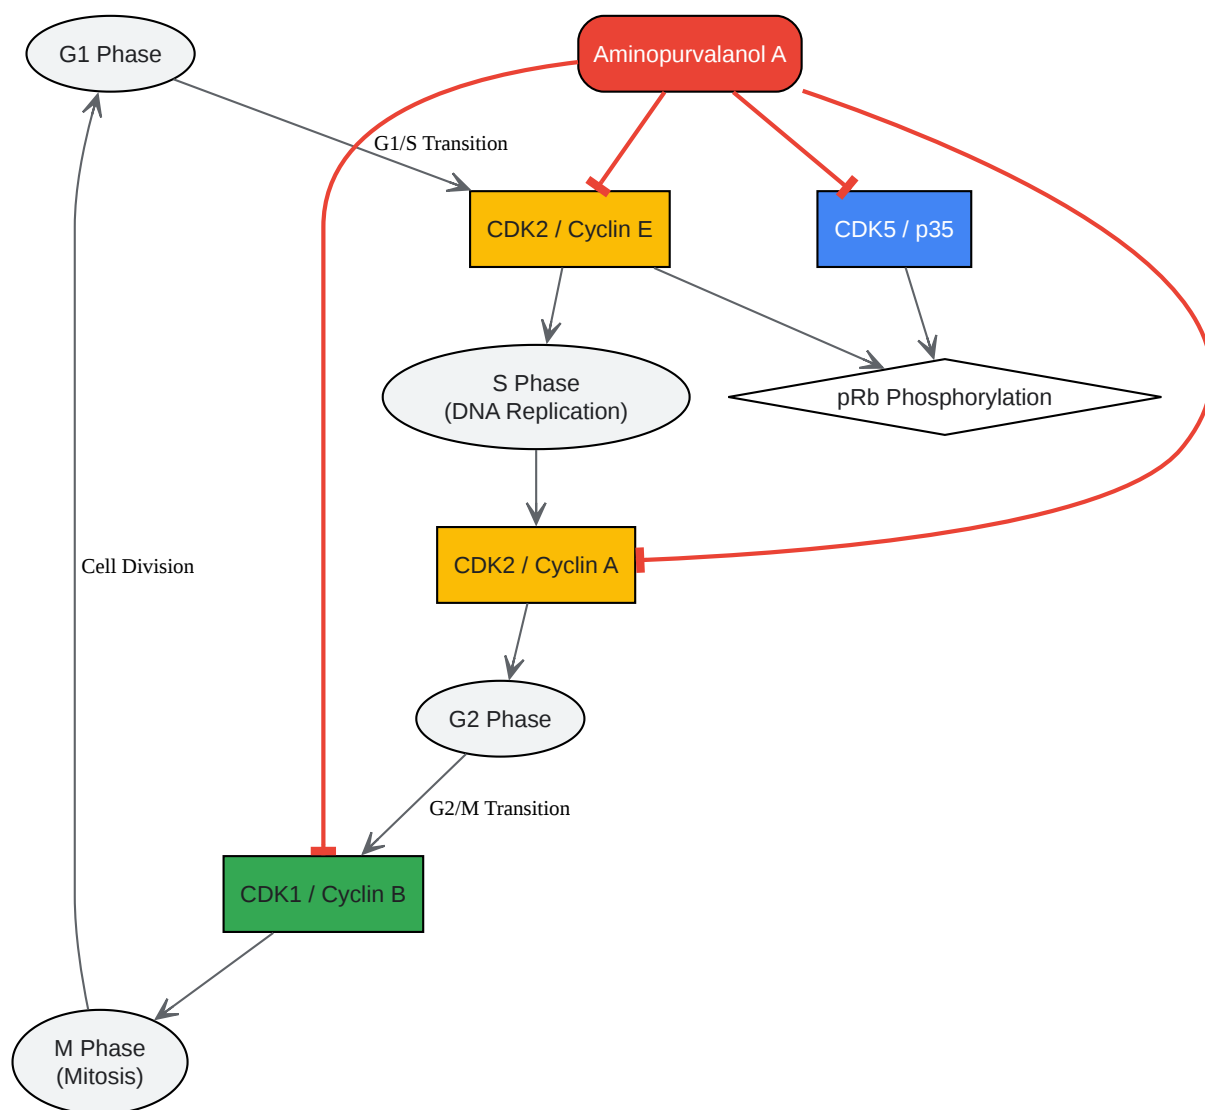 G1 Phase
Aminopurvalanol A
G1/S Transition
CDK2 / Cyclin E
CDK5 / p35
S Phase
(DNA Replication)
pRb Phosphorylation
Cell Division
CDK2 / Cyclin A
G2 Phase
G2/M Transition
CDK1 / Cyclin B
M Phase
(Mitosis)